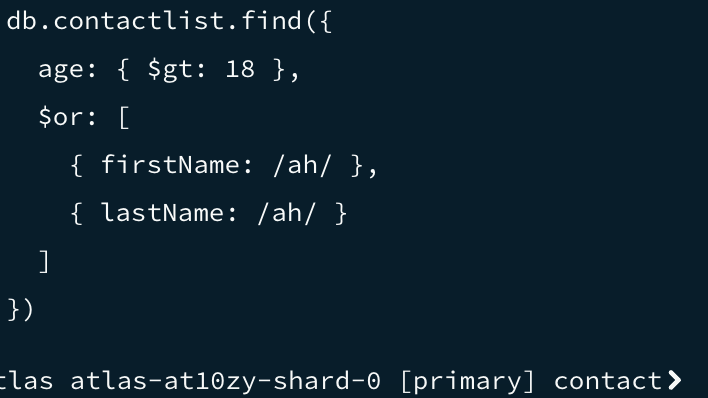 db.contactlist.find({
age: { $gt: 18 },
$or: [
{ firstName: /ah/ },
{ lastName: /ah/ }
]
})
tlas atlas-at10zy-shard-0 [primary] contact>